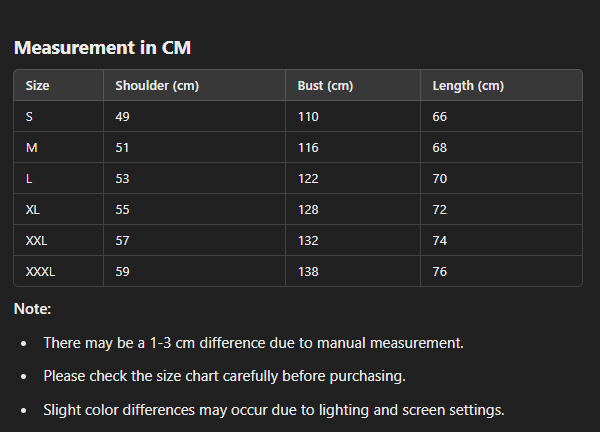 Measurement in CM
Size Shoulder (cm) Bust (cm) Length (cm)
S 49 110 66
M 51 116 68
L 53 122 70
XL 55 128 72
XXL 57 132 74
XXXL 59 138 76
Note:
• There may be a 1-3 cm difference due to manual measurement.
• Please check the size chart carefully before purchasing.
• Slight color differences may occur due to lighting and screen settings.